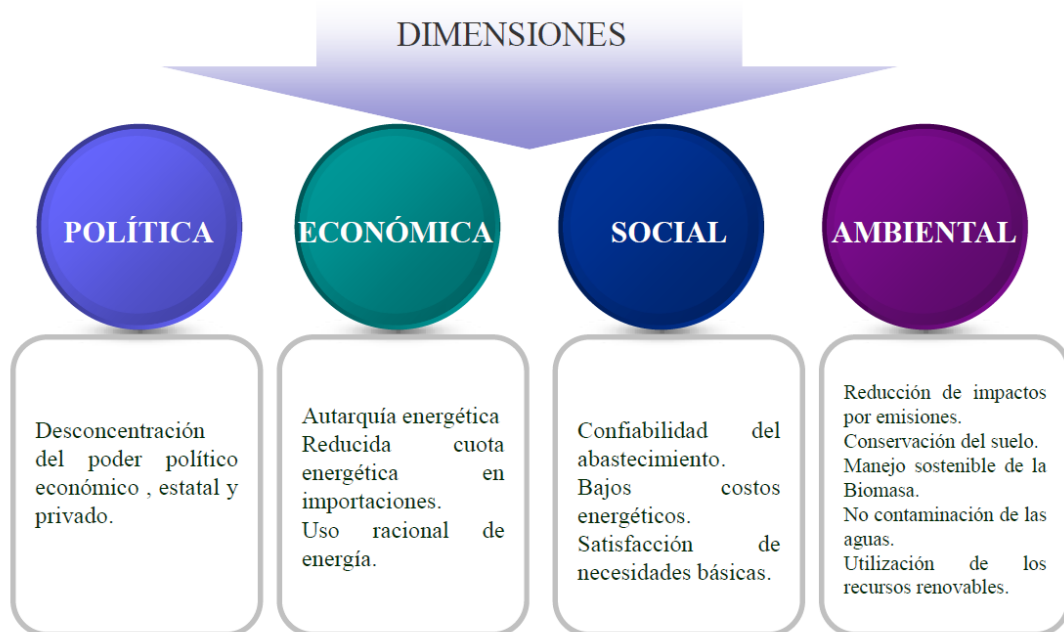 DIMENSIONES
POLÍTICA
ECONÓMICA
SOCIAL
AMBIENTAL
Desconcentración
del poder político
económico , estatal y
privado.
Autarquía energética
Reducida cuota
energética en
importaciones.
Uso racional de
energía.
Confiabilidad del
abastecimiento.
Bajos costos
energéticos.
Satisfacción de
necesidades básicas.
Reducción de impactos
por emisiones.
Conservación del suelo.
Manejo sostenible de la
Biomasa.
No contaminación de las
aguas.
Utilización de los
recursos renovables.